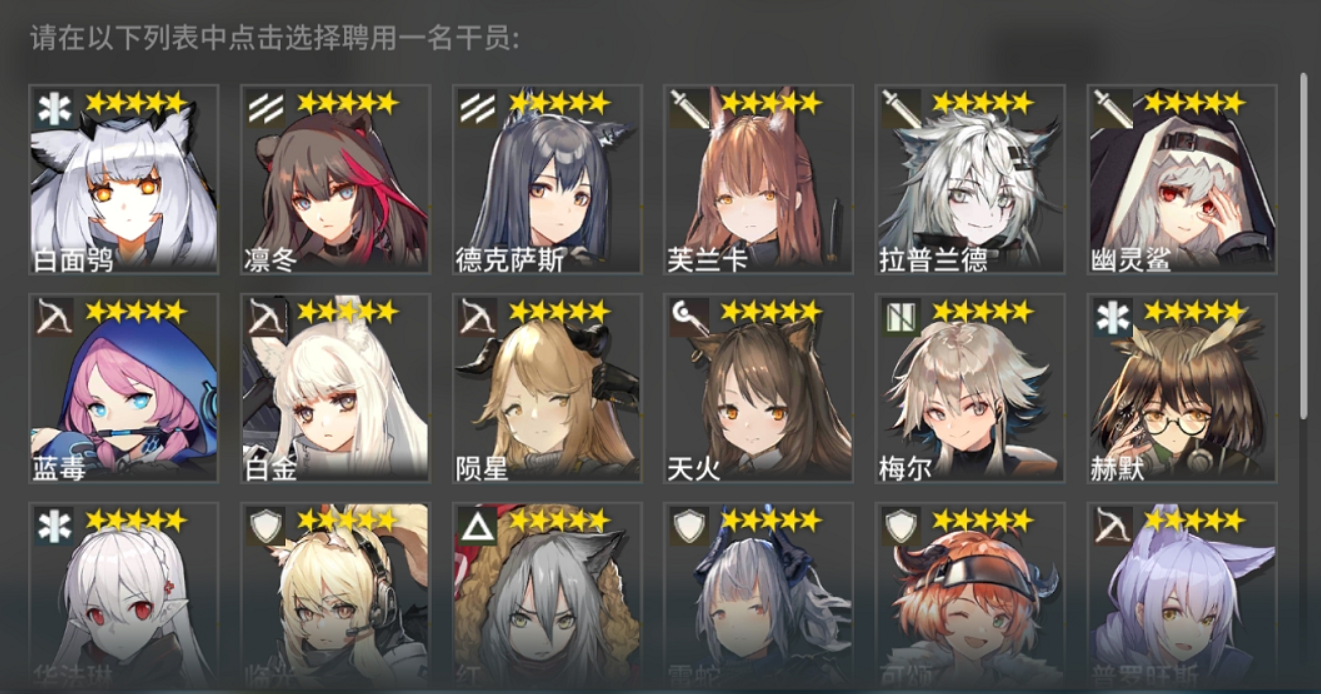 请在以下列表中点击选择聘用一名干员:
白面鸮
凛冬
德克萨斯
芙兰卡
拉普兰德
幽灵鲨
蓝毒
白金
陨星
天火
梅尔
赫默
华法琳
临光
红
雷蛇
可颂
普罗旺斯